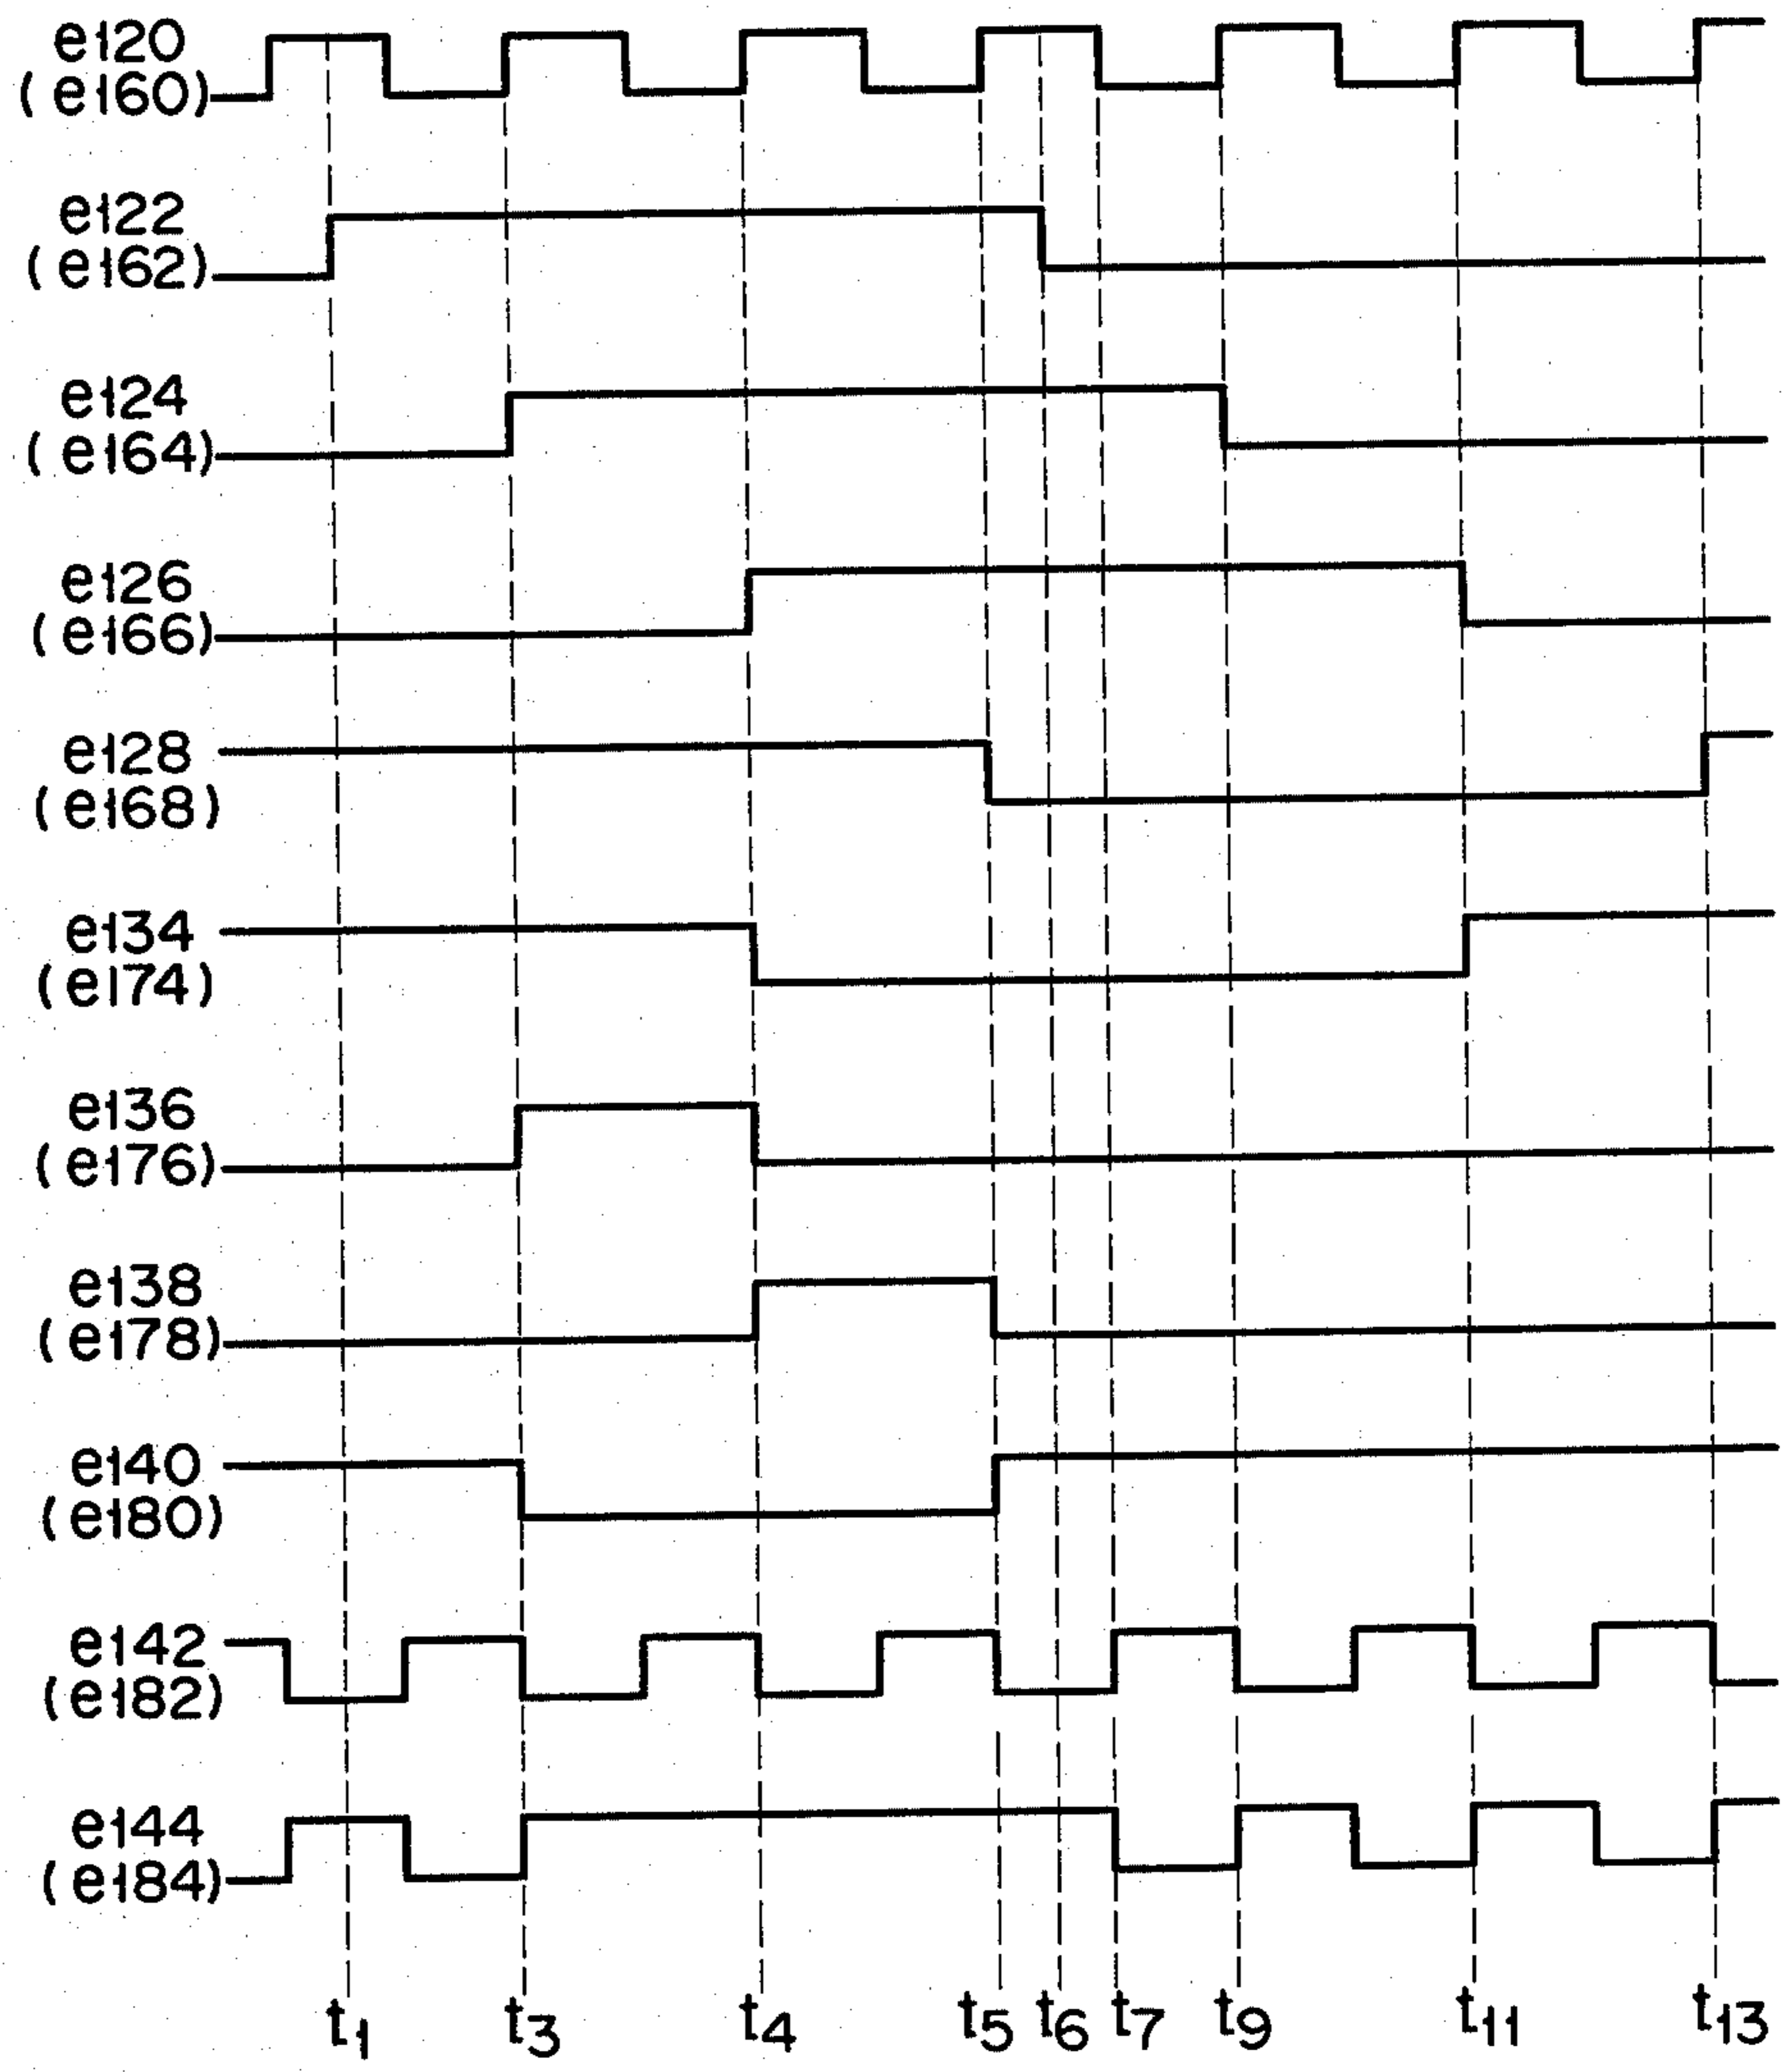 e120
(e160)
e122
(e162)
e124
(e164)
e126
(e166)
e128
(e168)
e134
(e174)
e136
(e176)
e138
(e178)
e140
(e180)
e142
(e182)
e144
(e184)
t1 t3 t4 t5 t6 t7 t9 t11 t13